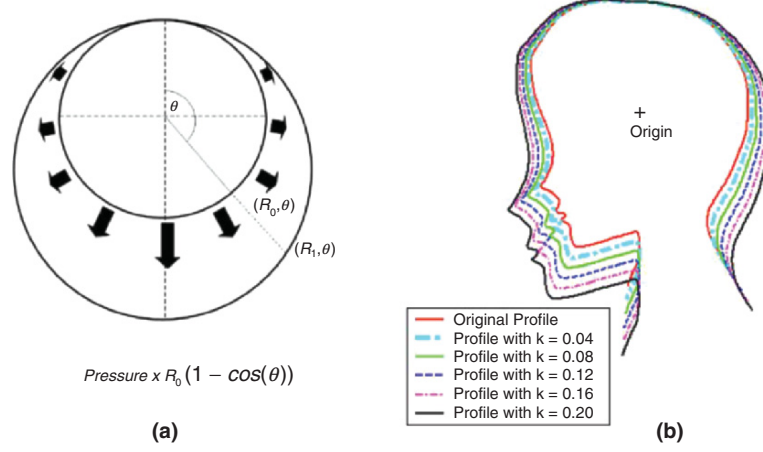 θ
(R₀,θ)
(R₁,θ)
Pressure x R₀(1 – cos(θ))
(a)
+
Origin
Original Profile
Profile with k = 0.04
Profile with k = 0.08
Profile with k = 0.12
Profile with k = 0.16
Profile with k = 0.20
(b)